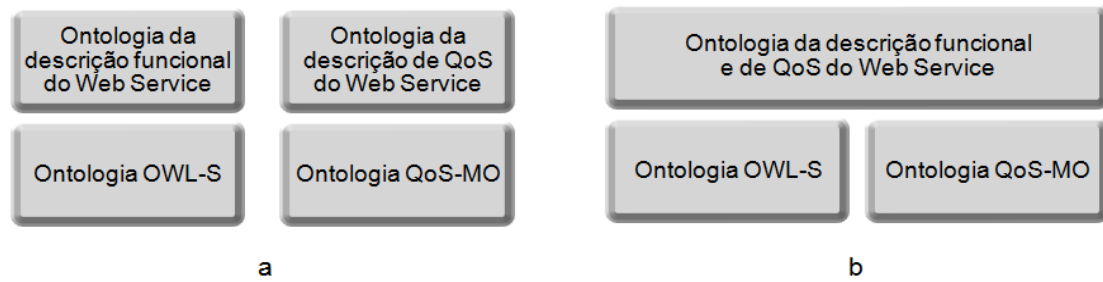 Ontologia da
descrição funcional
do Web Service
Ontologia da
descrição de QoS
do Web Service
Ontologia OWL-S
Ontologia QoS-MO
a
Ontologia da descrição funcional
e de QoS do Web Service
Ontologia OWL-S
Ontologia QoS-MO
b